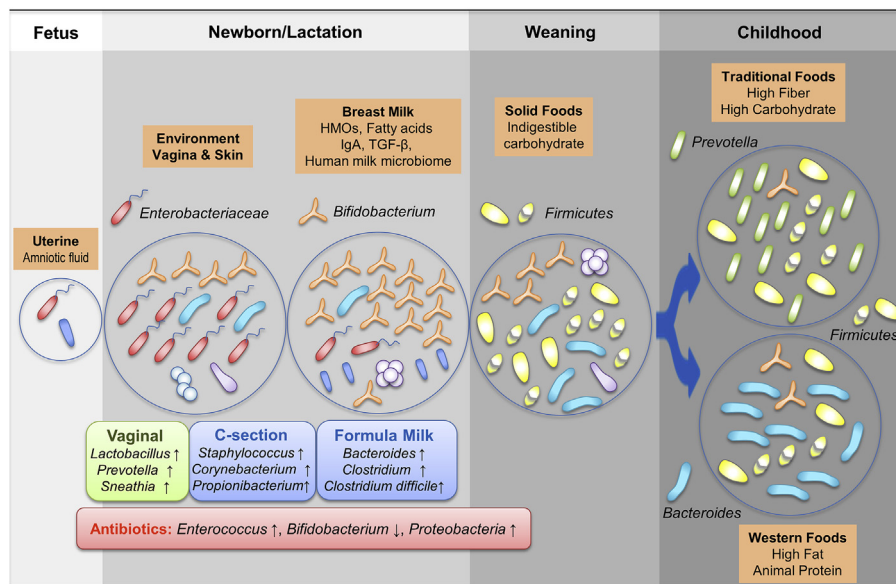 Fetus
Newborn/Lactation
Weaning
Childhood
Uterine
Amniotic fluid
Environment
Vagina & Skin
Enterobacteriaceae
Breast Milk
HMOs, Fatty acids
IgA, TGF-β,
Human milk microbiome
Bifidobacterium
Solid Foods
Indigestible
carbohydrate
Firmicutes
Traditional Foods
High Fiber
High Carbohydrate
Prevotella
Firmicutes
Bacteroides
Western Foods
High Fat
Animal Protein
Vaginal
Lactobacillus ↑
Prevotella ↑
Sneathia ↑
C-section
Staphylococcus ↑
Corynebacterium ↑
Propionibacterium↑
Formula Milk
Bacteroides ↑
Clostridium ↑
Clostridium difficile↑
Antibiotics: Enterococcus ↑, Bifidobacterium ↓, Proteobacteria ↑